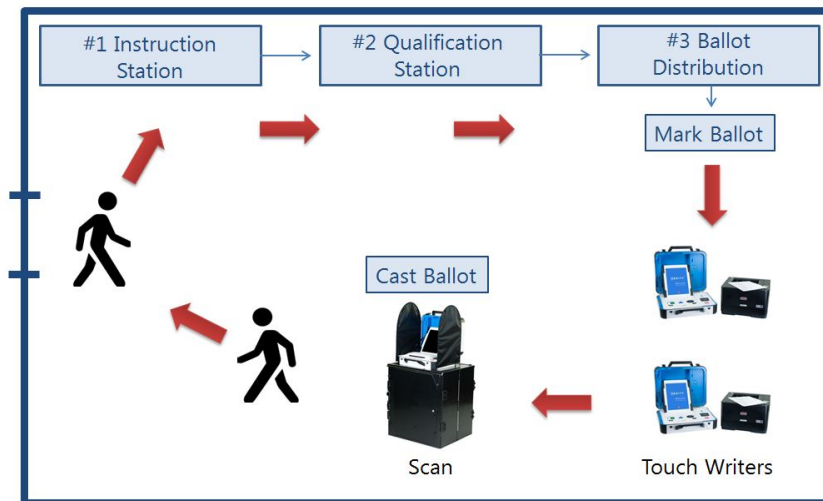 #1 Instruction
Station
#2 Qualification
Station
#3 Ballot
Distribution
Mark Ballot
Cast Ballot
Scan
Touch Writers